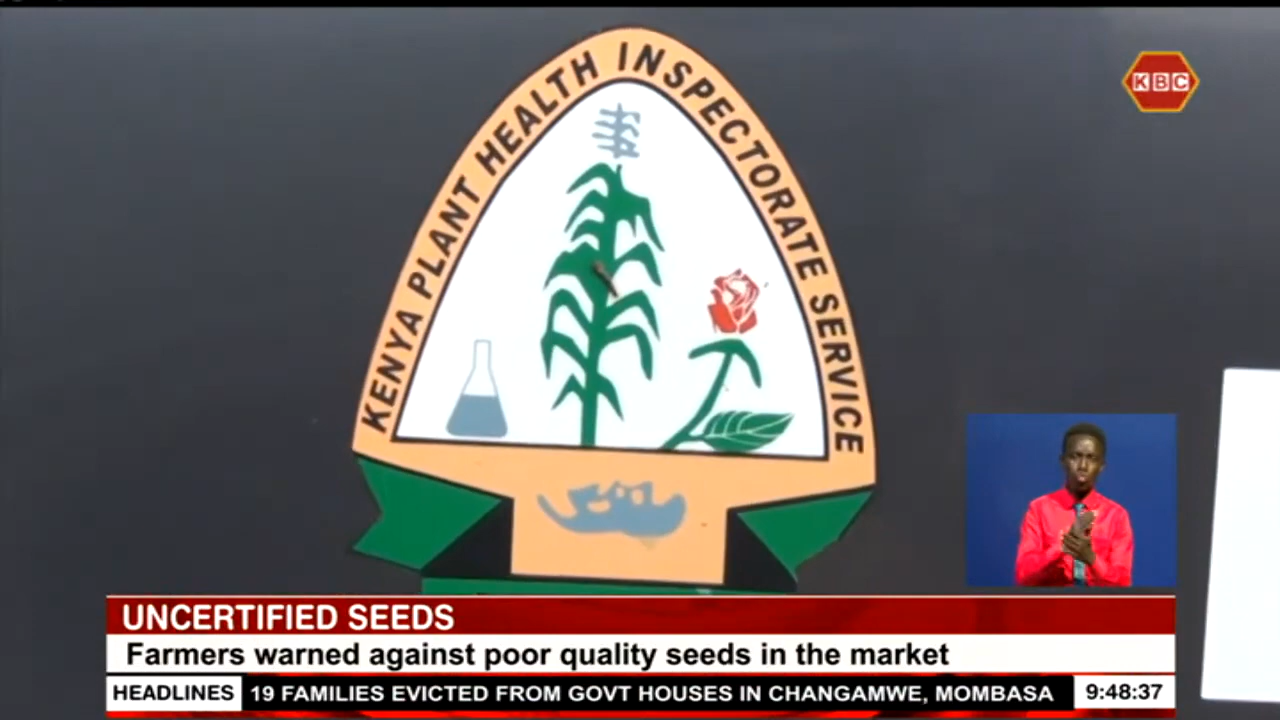 KENYA PLANT HEALTH INSPECTORATE SERVICE
KBC
UNCERTIFIED SEEDS
Farmers warned against poor quality seeds in the market
HEADLINES 19 FAMILIES EVICTED FROM GOVT HOUSES IN CHANGAMWE, MOMBASA 9:48:37